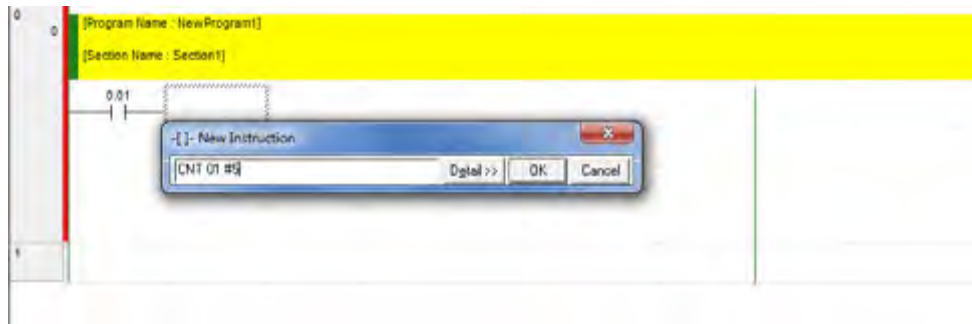 0
0
[Program Name : NewProgram1]
[Section Name : Section1]
0.01
-[ ]- New Instruction
CNT 01 #5
Detail >>
OK
Cancel
1